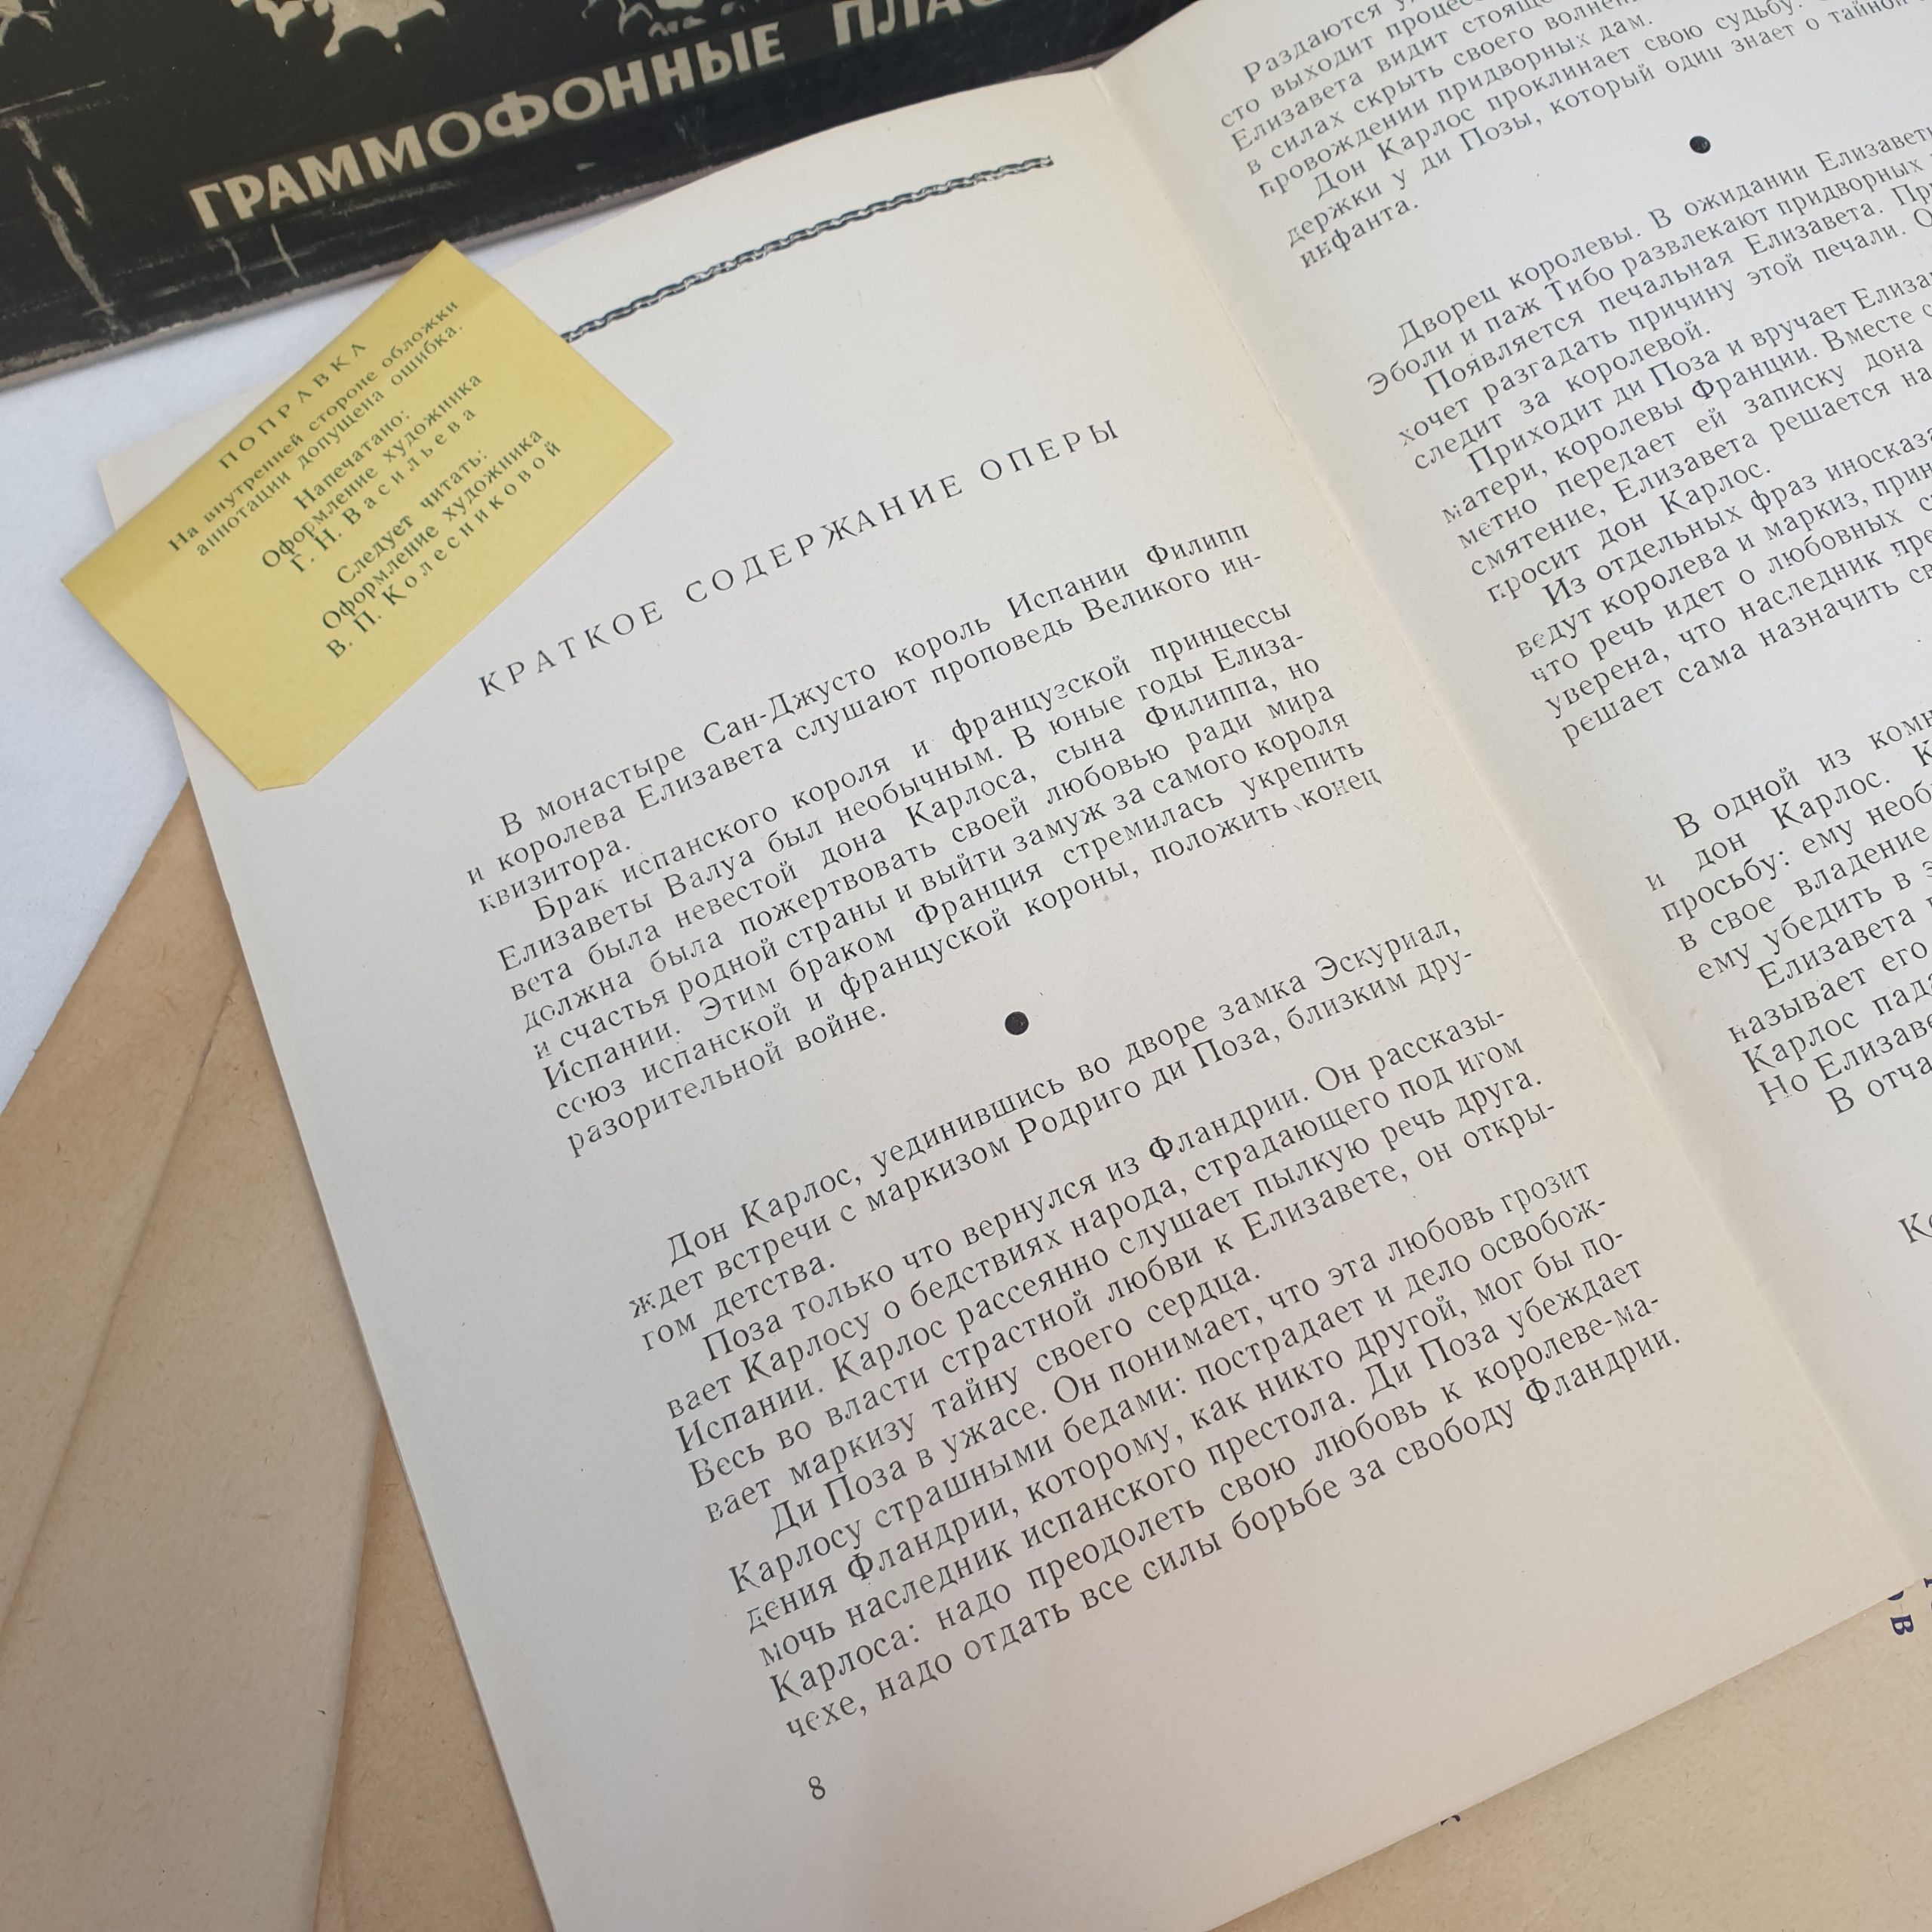 ГРАММОФОННЫЕ
ПОПРАВКА
На внутренней стороне обложки
аннотации допущена ошибка.
Напечатано:
Оформление художника
Г. Н. Васильева
Следует читать:
Оформление художника
В. П. Колесниковой
КРАТКОЕ СОДЕРЖАНИЕ ОПЕРЫ
В монастыре Сан-Джусто король Испании Филипп
и королева Елизавета слушают проповедь Великого ин-
квизитора.
Брак испанского короля и французской принцессы
Елизаветы Валуа был необычным. В юные годы Елиза-
вета была невестой дона Карлоса, сына Филиппа, но
должна была пожертвовать своей любовью ради мира
и счастья родной страны и выйти замуж за самого короля
Испании. Этим браком Франция стремилась укрепить
союз испанской и француской короны, положить конец
разорительной войне.
Дон Карлос, уединившись во дворе замка Эскуриал,
ждет встречи с маркизом Родриго ди Поза, близким дру-
гом детства.
Поза только что вернулся из Фландрии. Он рассказы-
вает Карлосу о бедствиях народа, страдающего под игом
Испании. Карлос рассеянно слушает пылкую речь друга.
Весь во власти страстной любви к Елизавете, он откры-
вает маркизу тайну своего сердца.
Ди Поза в ужасе. Он понимает, что эта любовь грозит
Карлосу страшными бедами: пострадает и дело освобож-
дения Фландрии, которому, как никто другой, мог бы по-
мочь наследник испанского престола. Ди Поза убеждает
Карлоса: надо преодолеть свою любовь к королеве-ма-
чехе, надо отдать все силы борьбе за свободу Фландрии.
8
Раздаются
сто выходит
Елизавета видит
в силах скрыть своего
провождении придворных дам.
Дон Карлос проклинает свою судьбу.
держки у ди Позы, который один знает о тайной
инфанта.
Дворец королевы. В ожидании
Эболи и паж Тибо развлекают придворных
Появляется печальная Елизавета.
хочет разгадать причину этой печали.
следит за королевой.
Приходит ди Поза и вручает
матери, королевы Франции. Вместе
метно передает ей записку дона
смятение, Елизавета решается на
просит дон Карлос.
Из отдельных фраз
ведут королева и маркиз,
что речь идет о любовных
уверена, что наследник
решает сама назначить
В одной из
и дон Карлос.
просьбу: ему
в свое владение
ему убедить в
Елизавета
называет его
Карлос
Но
В